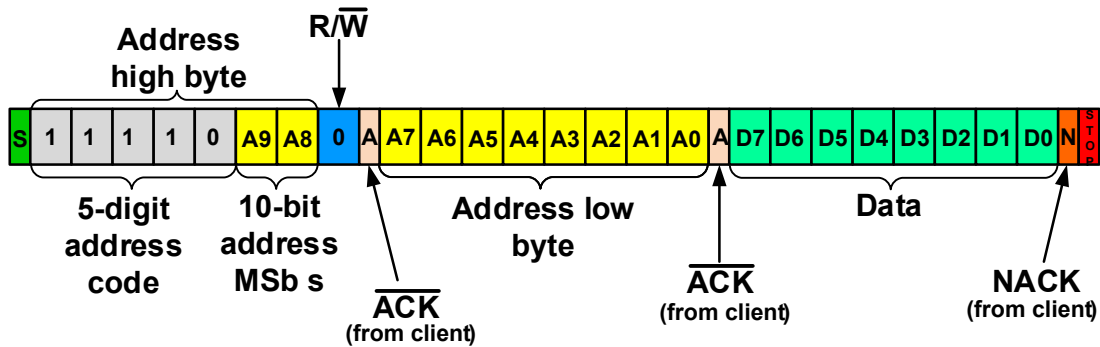 R/W
Address
high byte
S 1 1 1 1 0 A9 A8 0 A A7 A6 A5 A4 A3 A2 A1 A0 A D7 D6 D5 D4 D3 D2 D1 D0 N STOP
5-digit
address
code
10-bit
address
MSb s
Address low
byte
Data
ACK
(from client)
ACK
(from client)
NACK
(from client)